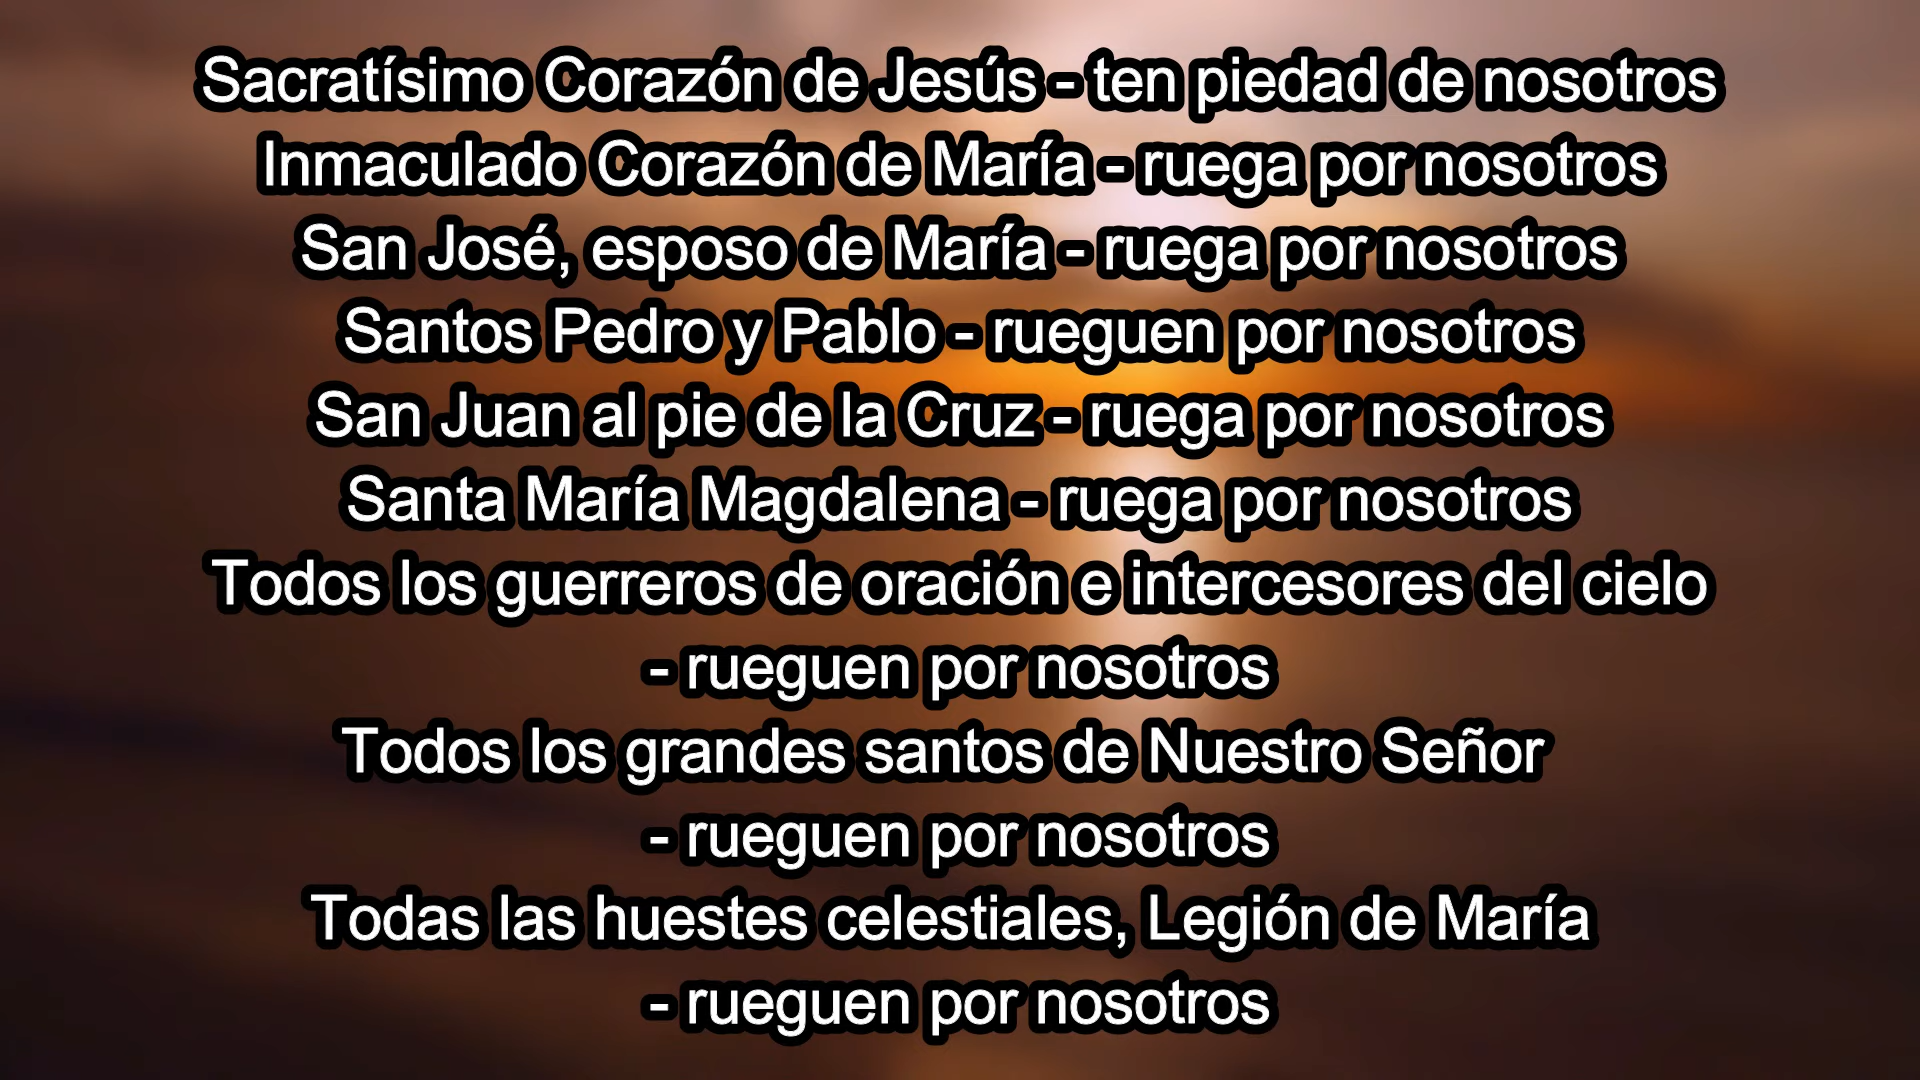 Sacratísimo Corazón de Jesús - ten piedad de nosotros
Inmaculado Corazón de María - ruega por nosotros
San José, esposo de María - ruega por nosotros
Santos Pedro y Pablo - rueguen por nosotros
San Juan al pie de la Cruz - ruega por nosotros
Santa María Magdalena - ruega por nosotros
Todos los guerreros de oración e intercesores del cielo
- rueguen por nosotros
Todos los grandes santos de Nuestro Señor
- rueguen por nosotros
Todas las huestes celestiales, Legión de María
- rueguen por nosotros